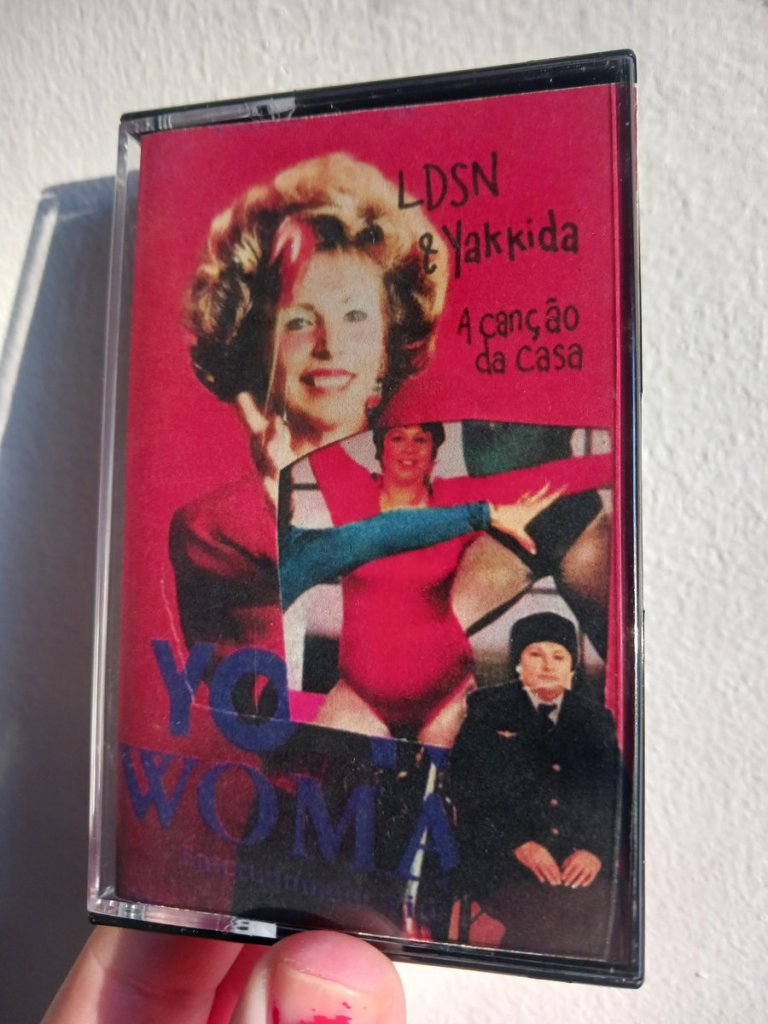 LDSN
& Yakkida
A canção
da casa
YO
WOMA